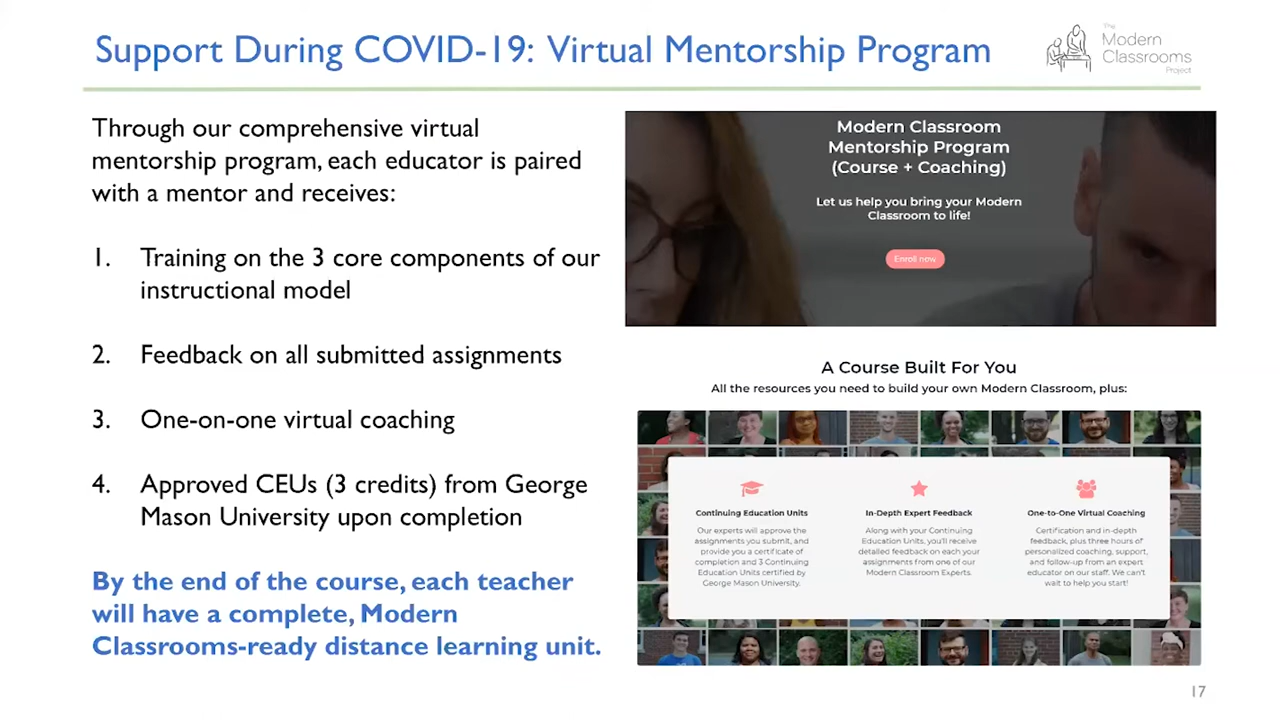 Support During COVID-19: Virtual Mentorship Program
The
Modern
Classrooms
Project
Through our comprehensive virtual
mentorship program, each educator is paired
with a mentor and receives:
1. Training on the 3 core components of our
instructional model
2. Feedback on all submitted assignments
3. One-on-one virtual coaching
4. Approved CEUs (3 credits) from George
Mason University upon completion
By the end of the course, each teacher
will have a complete, Modern
Classrooms-ready distance learning unit.
Modern Classroom
Mentorship Program
(Course + Coaching)
Let us help you bring your Modern
Classroom to life!
Enroll now
A Course Built For You
All the resources you need to build your own Modern Classroom, plus:
Continuing Education Units
Our experts will approve the
assignments you submit, and
provide you a certificate of
completion and 3 Continuing
Education Units certified by
George Mason University.
In-Depth Expert Feedback
Along with your Continuing
Education Units, you'll receive
detailed feedback on each your
assignments from one of our
Modern Classroom Experts.
One-to-One Virtual Coaching
Certification and in-depth
feedback, plus three hours of
personalized coaching, support,
and follow-up from an expert
educator on our staff. We can't
wait to help you start!
17